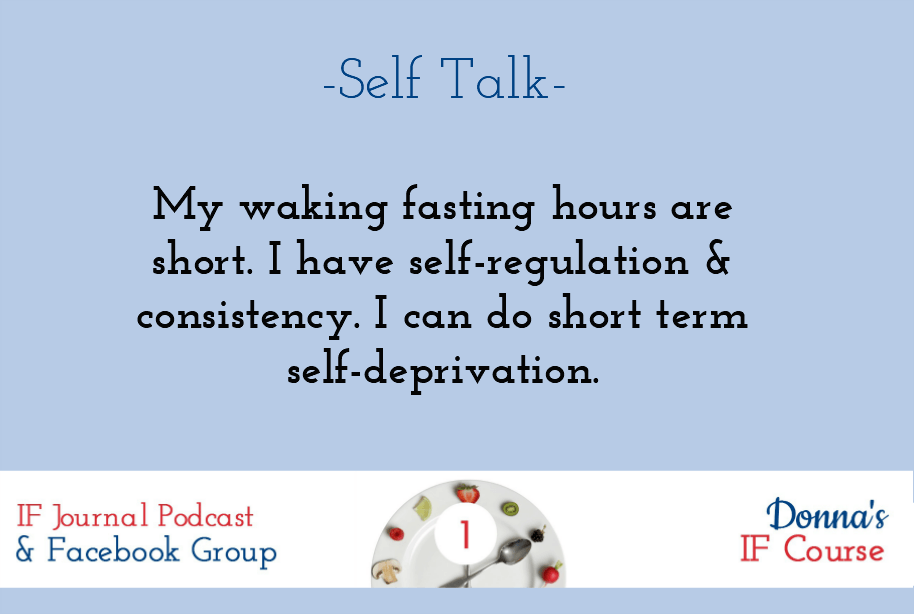 -Self Talk-
My waking fasting hours are
short. I have self-regulation &
consistency. I can do short term
self-deprivation.
IF Journal Podcast
& Facebook Group
1
Donna's
IF Course